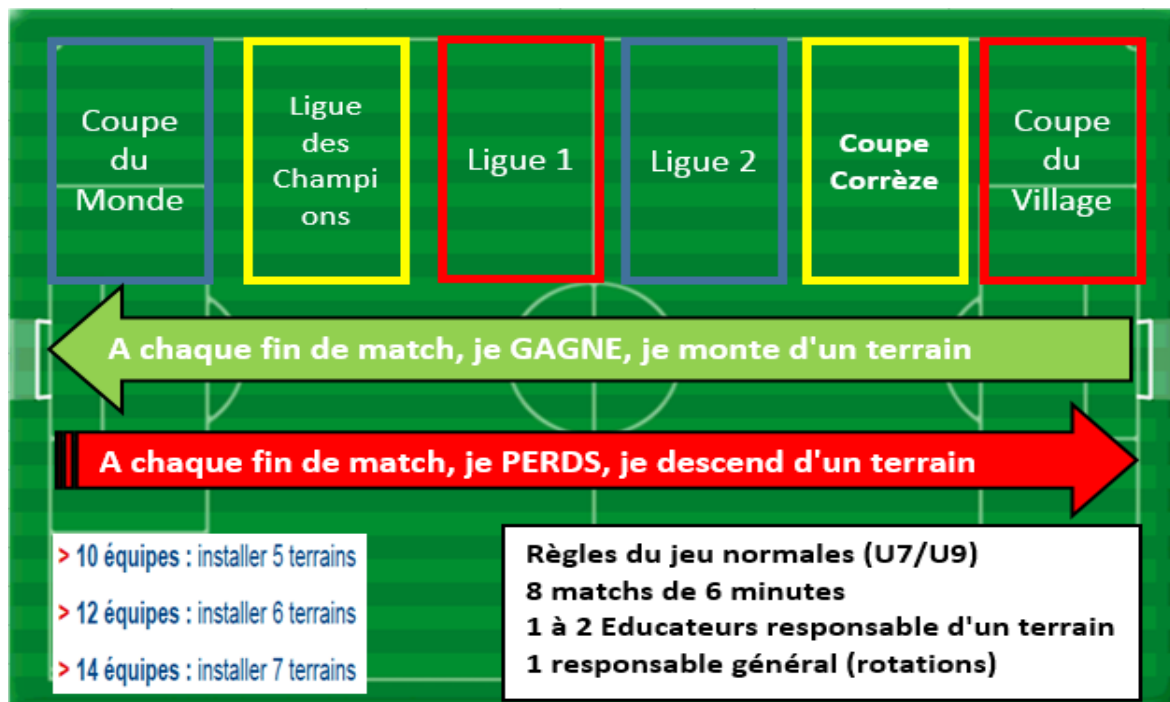 Coupe
du
Monde
Ligue
des
Champi
ons
Ligue 1
Ligue 2
Coupe
Corrèze
Coupe
du
Village
A chaque fin de match, je GAGNE, je monte d'un terrain
A chaque fin de match, je PERDS, je descend d'un terrain
> 10 équipes : installer 5 terrains
> 12 équipes : installer 6 terrains
> 14 équipes : installer 7 terrains
Règles du jeu normales (U7/U9)
8 matchs de 6 minutes
1 à 2 Educateurs responsable d'un terrain
1 responsable général (rotations)